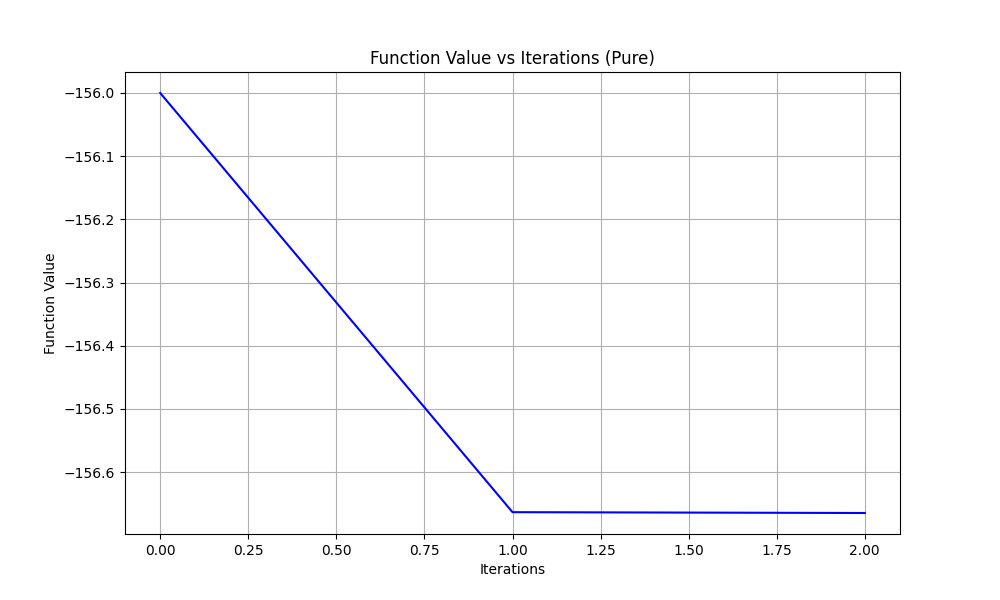 Function Value vs Iterations (Pure)
Function Value
−156.0
−156.1
−156.2
−156.3
−156.4
−156.5
−156.6
0.00 0.25 0.50 0.75 1.00 1.25 1.50 1.75 2.00
Iterations